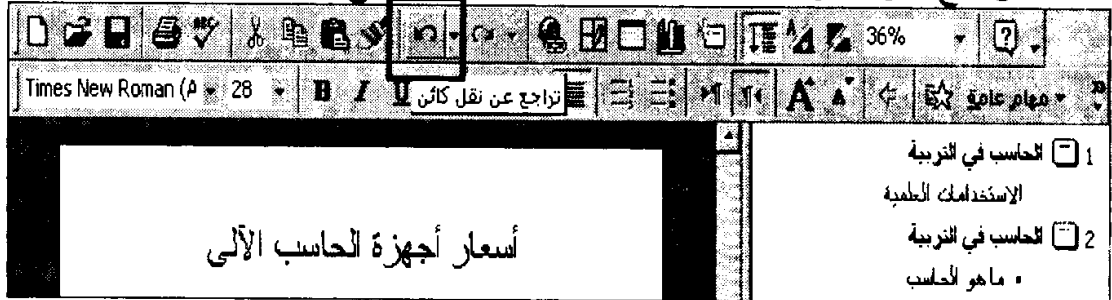 36%
Times New Roman (A 28 B I U مهام عامة
تراجع عن نقل كائن
1 الحاسب في التربية
الإستخدامات العلمية
2 الحاسب في التربية
▪ ماهو الحاسب
أسعار أجهزة الحاسب الآلي